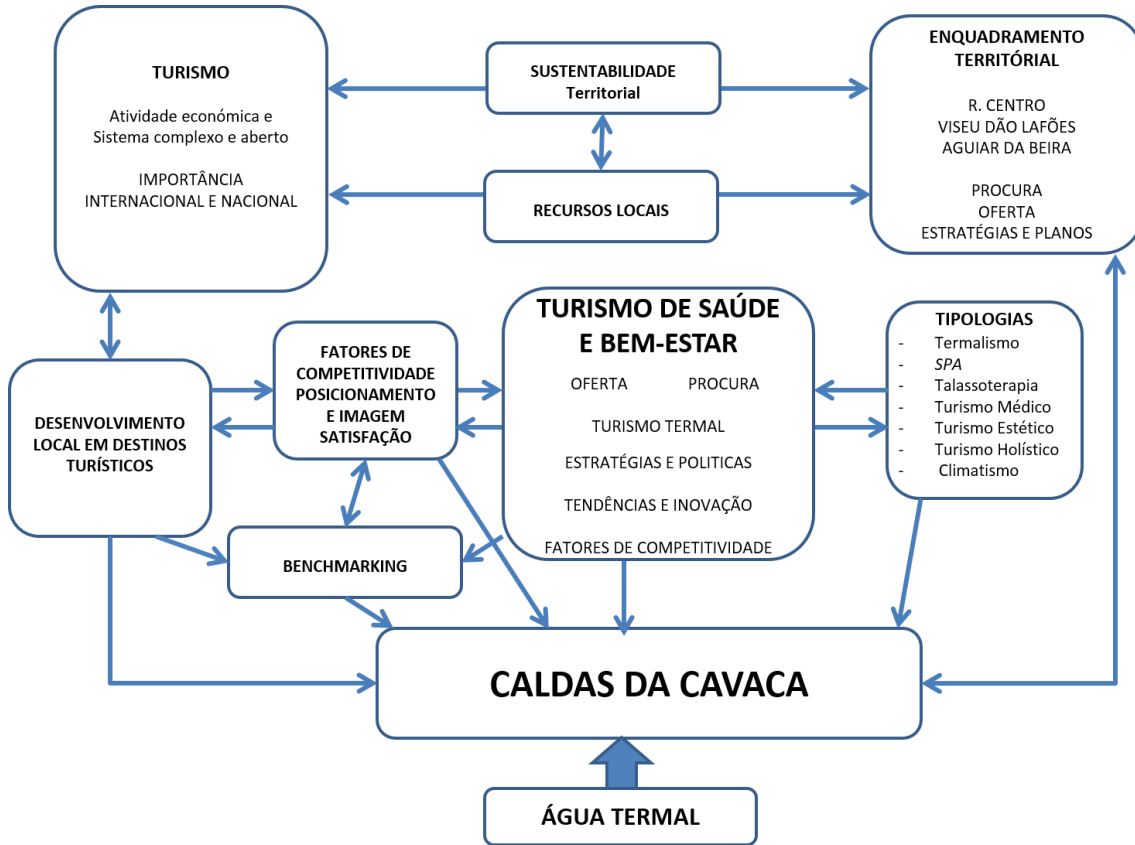 TURISMO
Atividade económica e
Sistema complexo e aberto
IMPORTÂNCIA
INTERNACIONAL E NACIONAL
SUSTENTABILIDADE
Territorial
RECURSOS LOCAIS
ENQUADRAMENTO
TERRITÓRIAL
R. CENTRO
VISEU DÃO LAFÕES
AGUIAR DA BEIRA
PROCURA
OFERTA
ESTRATÉGIAS E PLANOS
DESENVOLVIMENTO
LOCAL EM DESTINOS
TURÍSTICOS
FATORES DE
COMPETITIVIDADE
POSICIONAMENTO
E IMAGEM
SATISFAÇÃO
TURISMO DE SAÚDE
E BEM-ESTAR
OFERTA PROCURA
TURISMO TERMAL
ESTRATÉGIAS E POLITICAS
TENDÊNCIAS E INOVAÇÃO
FATORES DE COMPETITIVIDADE
TIPOLOGIAS
- Termalismo
- SPA
- Talassoterapia
- Turismo Médico
- Turismo Estético
- Turismo Holístico
- Climatismo
BENCHMARKING
CALDAS DA CAVACA
ÁGUA TERMAL